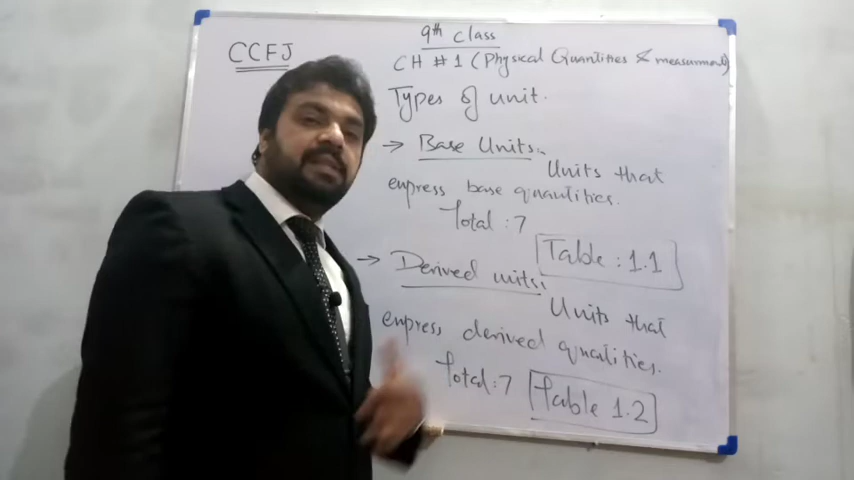 CCFJ
9th class
CH # 1 (Physical Quantities & measurment)
Types of unit.
→ Base Units:-
Units that
express base quantities.
Total : 7
Table : 1.1
→ Derived units:
Units that
express derived quantities.
Total : 7
Table 1.2